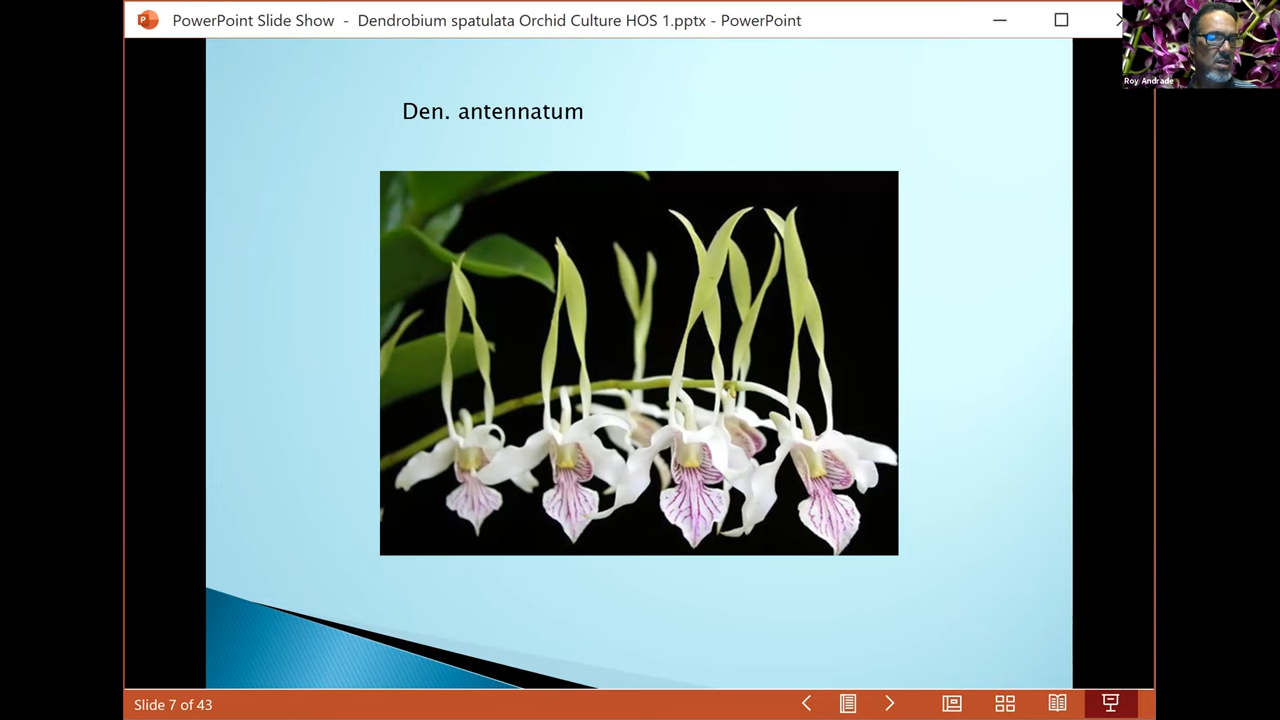 PowerPoint Slide Show - Dendrobium spatulata Orchid Culture HOS 1.pptx - PowerPoint
Roy Andrade
Den. antennatum
Slide 7 of 43